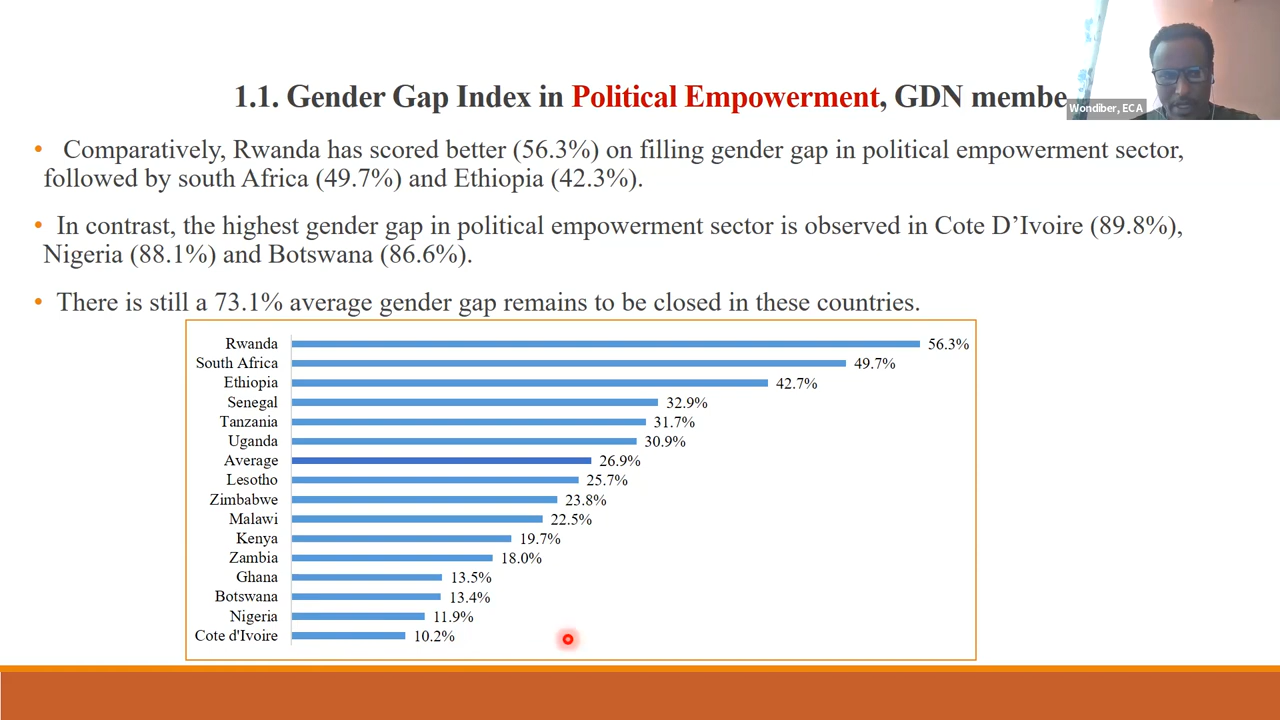 1.1. Gender Gap Index in Political Empowerment, GDN membe
Wondiber, ECA
• Comparatively, Rwanda has scored better (56.3%) on filling gender gap in political empowerment sector,
followed by south Africa (49.7%) and Ethiopia (42.3%).
• In contrast, the highest gender gap in political empowerment sector is observed in Cote D’Ivoire (89.8%),
Nigeria (88.1%) and Botswana (86.6%).
• There is still a 73.1% average gender gap remains to be closed in these countries.
Rwanda 56.3%
South Africa 49.7%
Ethiopia 42.7%
Senegal 32.9%
Tanzania 31.7%
Uganda 30.9%
Average 26.9%
Lesotho 25.7%
Zimbabwe 23.8%
Malawi 22.5%
Kenya 19.7%
Zambia 18.0%
Ghana 13.5%
Botswana 13.4%
Nigeria 11.9%
Cote d'Ivoire 10.2%